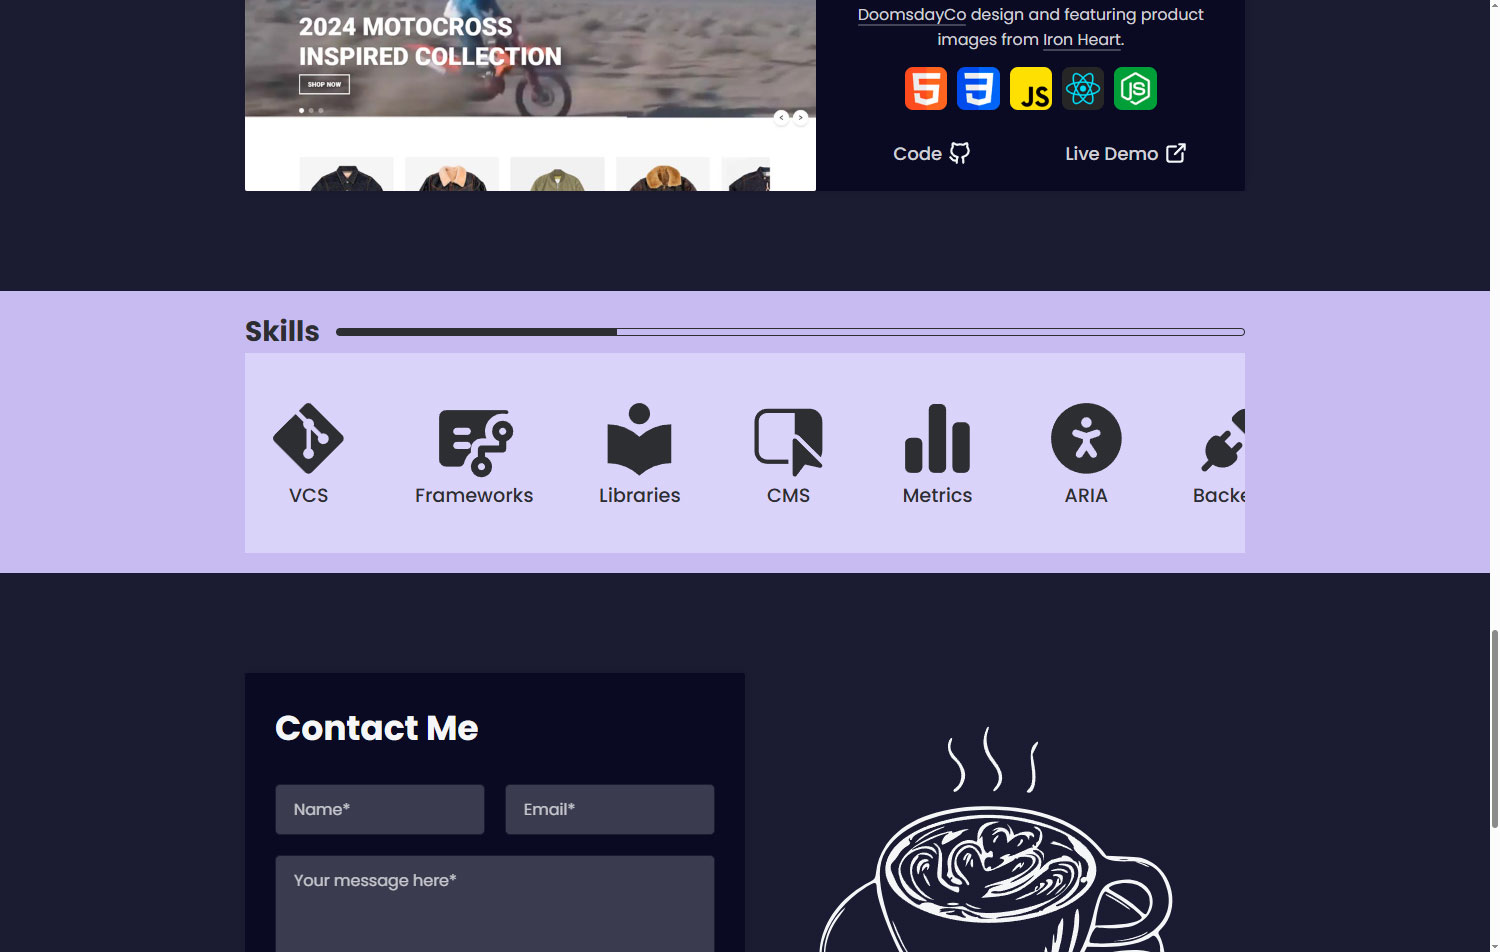 2024 MOTOCROSS
INSPIRED COLLECTION
SHOP NOW
< >
DoomsdayCo design and featuring product
images from Iron Heart.
JS
JS
Code
Live Demo
Skills
VCS
Frameworks
Libraries
CMS
Metrics
ARIA
Backe
Contact Me
Name*
Email*
Your message here*